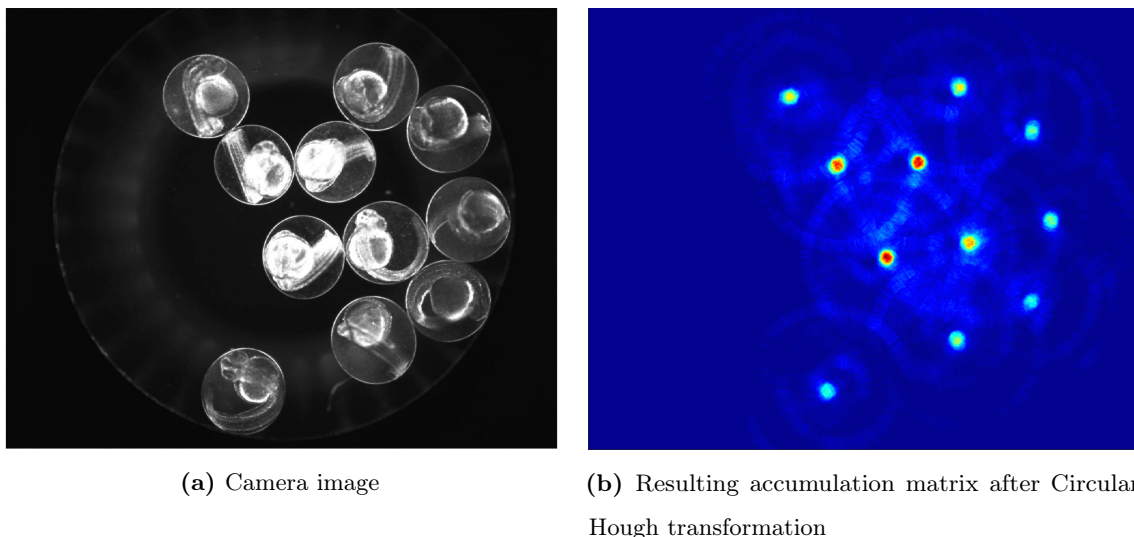 (a) Camera image
(b) Resulting accumulation matrix after Circular
Hough transformation